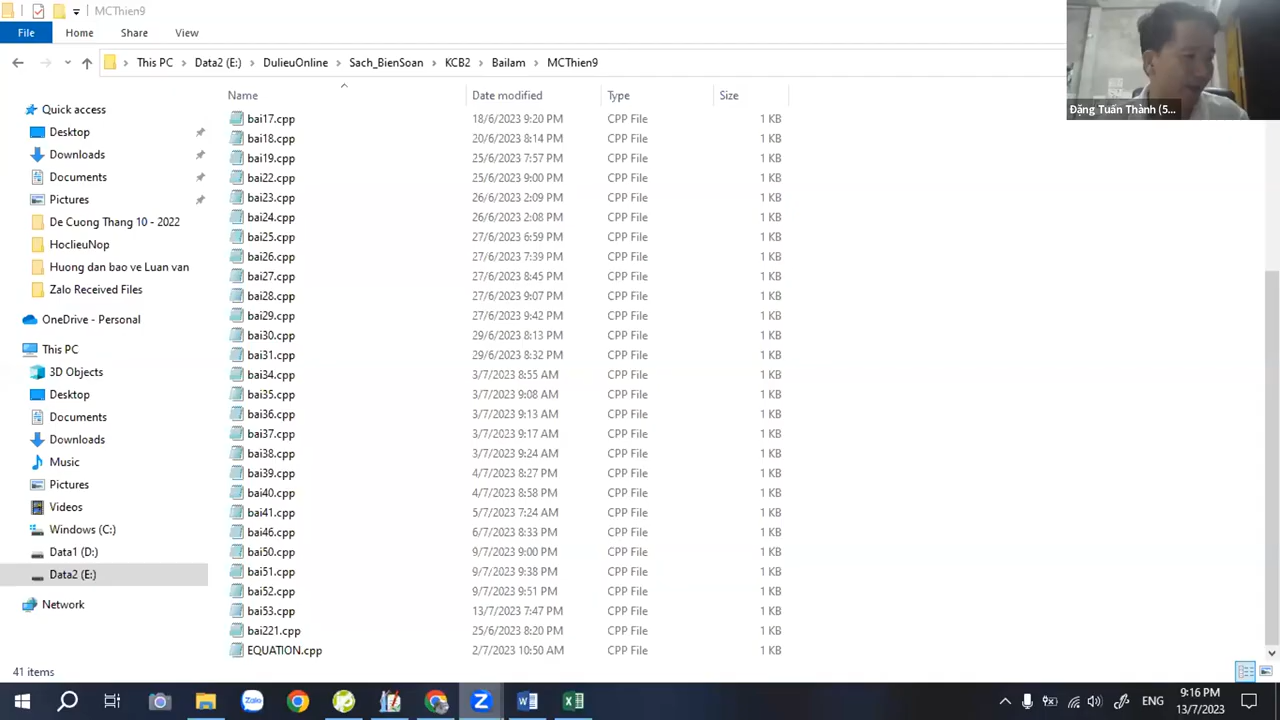 MCThien9
File Home Share View
This PC Data2 (E:) DulieuOnline Sach_BienSoan KCB2 Bailam MCThien9
Đặng Tuấn Thành (5...
Name Date modified Type Size
Quick access
Desktop
Downloads
Documents
Pictures
De Cuong Thang 10 - 2022
HoclieuNop
Huong dan bao ve Luan van
Zalo Received Files
OneDrive - Personal
This PC
3D Objects
Desktop
Documents
Downloads
Music
Pictures
Videos
Windows (C:)
Data1 (D:)
Data2 (E:)
Network
bai17.cpp 18/6/2023 9:20 PM CPP File 1 KB
bai18.cpp 20/6/2023 8:14 PM CPP File 1 KB
bai19.cpp 25/6/2023 7:57 PM CPP File 1 KB
bai22.cpp 25/6/2023 9:00 PM CPP File 1 KB
bai23.cpp 26/6/2023 2:09 PM CPP File 1 KB
bai24.cpp 26/6/2023 2:08 PM CPP File 1 KB
bai25.cpp 27/6/2023 6:59 PM CPP File 1 KB
bai26.cpp 27/6/2023 7:39 PM CPP File 1 KB
bai27.cpp 27/6/2023 8:45 PM CPP File 1 KB
bai28.cpp 27/6/2023 9:07 PM CPP File 1 KB
bai29.cpp 27/6/2023 9:42 PM CPP File 1 KB
bai30.cpp 29/6/2023 8:13 PM CPP File 1 KB
bai31.cpp 29/6/2023 8:32 PM CPP File 1 KB
bai34.cpp 3/7/2023 8:55 AM CPP File 1 KB
bai35.cpp 3/7/2023 9:08 AM CPP File 1 KB
bai36.cpp 3/7/2023 9:13 AM CPP File 1 KB
bai37.cpp 3/7/2023 9:17 AM CPP File 1 KB
bai38.cpp 3/7/2023 9:24 AM CPP File 1 KB
bai39.cpp 4/7/2023 8:27 PM CPP File 1 KB
bai40.cpp 4/7/2023 8:58 PM CPP File 1 KB
bai41.cpp 5/7/2023 7:24 AM CPP File 1 KB
bai46.cpp 6/7/2023 8:33 PM CPP File 1 KB
bai50.cpp 9/7/2023 9:00 PM CPP File 1 KB
bai51.cpp 9/7/2023 9:38 PM CPP File 1 KB
bai52.cpp 9/7/2023 9:51 PM CPP File 1 KB
bai53.cpp 13/7/2023 7:47 PM CPP File 1 KB
bai221.cpp 25/6/2023 8:20 PM CPP File 1 KB
EQUATION.cpp 2/7/2023 10:50 AM CPP File 1 KB
41 items
Zalo
ENG
9:16 PM
13/7/2023